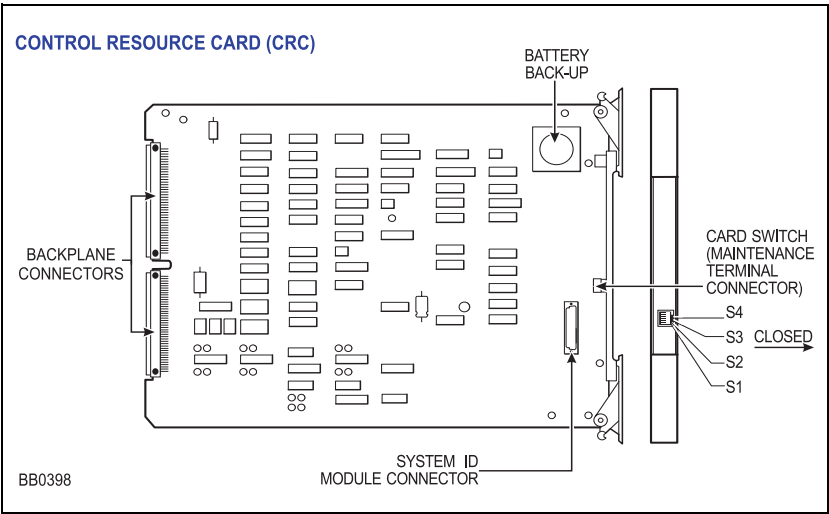 CONTROL RESOURCE CARD (CRC)
BATTERY
BACK-UP
BACKPLANE
CONNECTORS
CARD SWITCH
(MAINTENANCE
TERMINAL
CONNECTOR)
S4
S3 CLOSED
S2
S1
SYSTEM ID
MODULE CONNECTOR
BB0398